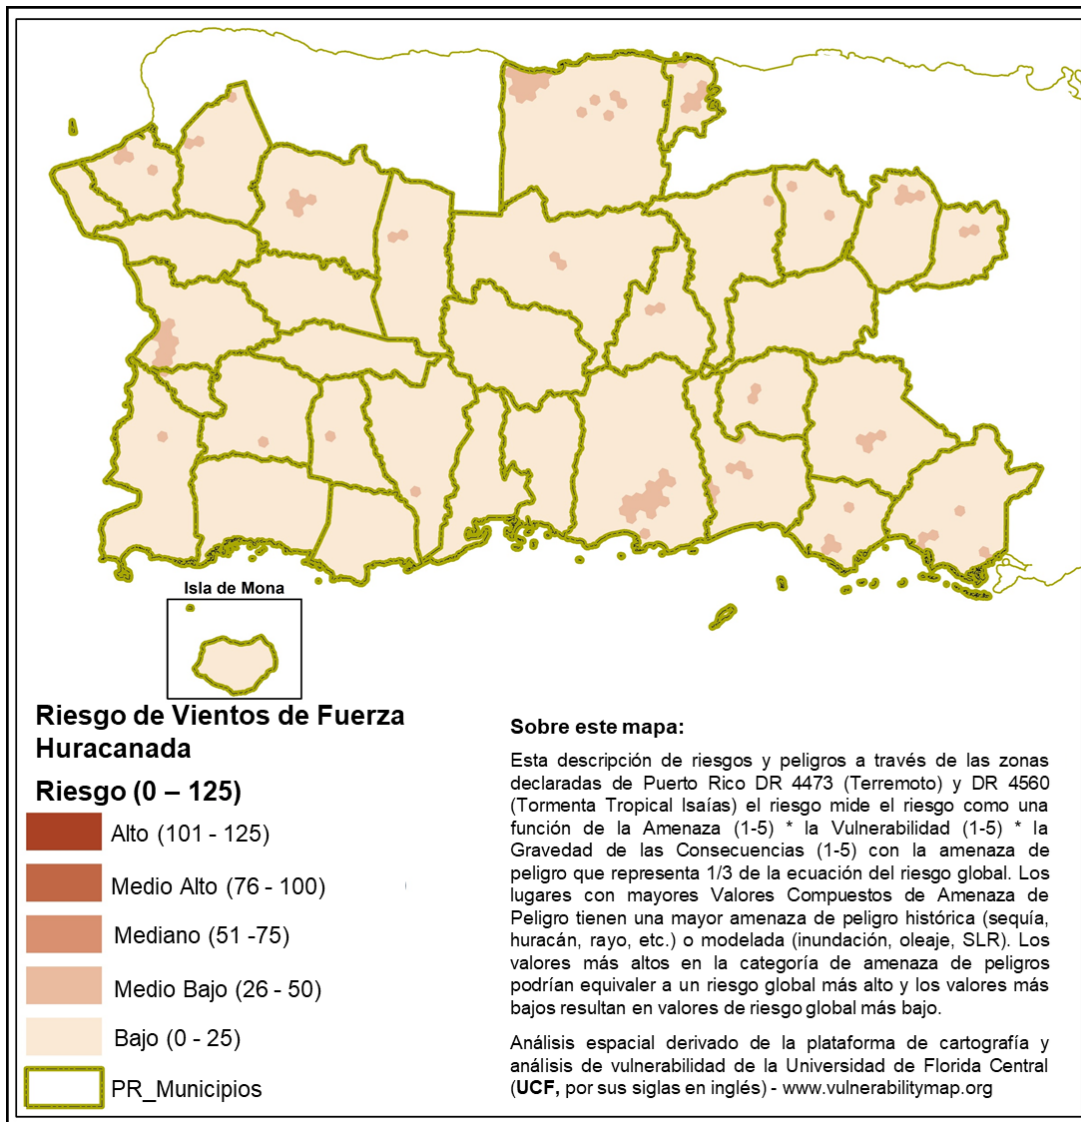 Isla de Mona
Riesgo de Vientos de Fuerza
Huracanada
Riesgo (0 – 125)
Alto (101 - 125)
Medio Alto (76 - 100)
Mediano (51 -75)
Medio Bajo (26 - 50)
Bajo (0 - 25)
PR_Municipios
Sobre este mapa:
Esta descripción de riesgos y peligros a través de las zonas
declaradas de Puerto Rico DR 4473 (Terremoto) y DR 4560
(Tormenta Tropical Isaías) el riesgo mide el riesgo como una
función de la Amenaza (1-5) * la Vulnerabilidad (1-5) * la
Gravedad de las Consecuencias (1-5) con la amenaza de
peligro que representa 1/3 de la ecuación del riesgo global. Los
lugares con mayores Valores Compuestos de Amenaza de
Peligro tienen una mayor amenaza de peligro histórica (sequía,
huracán, rayo, etc.) o modelada (inundación, oleaje, SLR). Los
valores más altos en la categoría de amenaza de peligros
podrían equivaler a un riesgo global más alto y los valores más
bajos resultan en valores de riesgo global más bajo.
Análisis espacial derivado de la plataforma de cartografía y
análisis de vulnerabilidad de la Universidad de Florida Central
(UCF, por sus siglas en inglés) - www.vulnerabilitymap.org